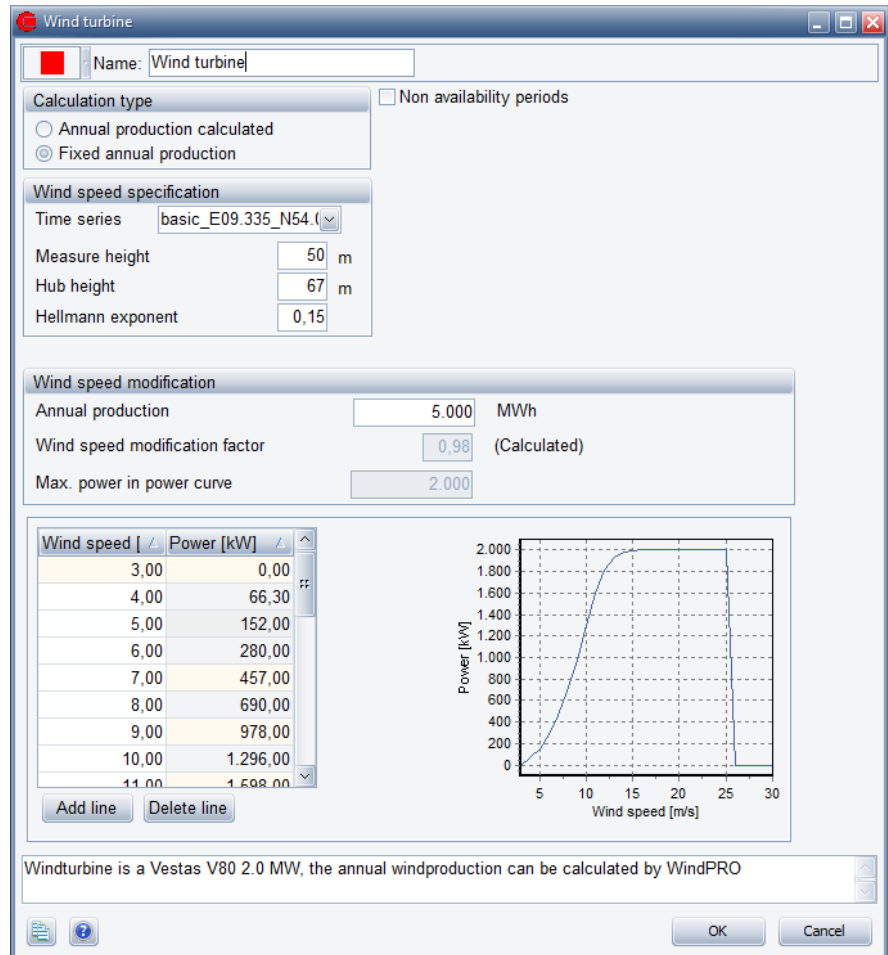 Wind turbine
Name: Wind turbine
Calculation type
Non availability periods
Annual production calculated
Fixed annual production
Wind speed specification
Time series basic_E09.335_N54.
Measure height 50 m
Hub height 67 m
Hellmann exponent 0,15
Wind speed modification
Annual production 5.000 MWh
Wind speed modification factor 0,98 (Calculated)
Max. power in power curve 2.000
Wind speed [ Power [kW]
3,00 0,00
4,00 66,30
5,00 152,00
6,00 280,00
7,00 457,00
8,00 690,00
9,00 978,00
10,00 1.296,00
11,00 1.598,00
Add line Delete line
Power [kW]
2.000
1.800
1.600
1.400
1.200
1.000
800
600
400
200
0
5 10 15 20 25 30
Wind speed [m/s]
Windturbine is a Vestas V80 2.0 MW, the annual windproduction can be calculated by WindPRO
OK Cancel